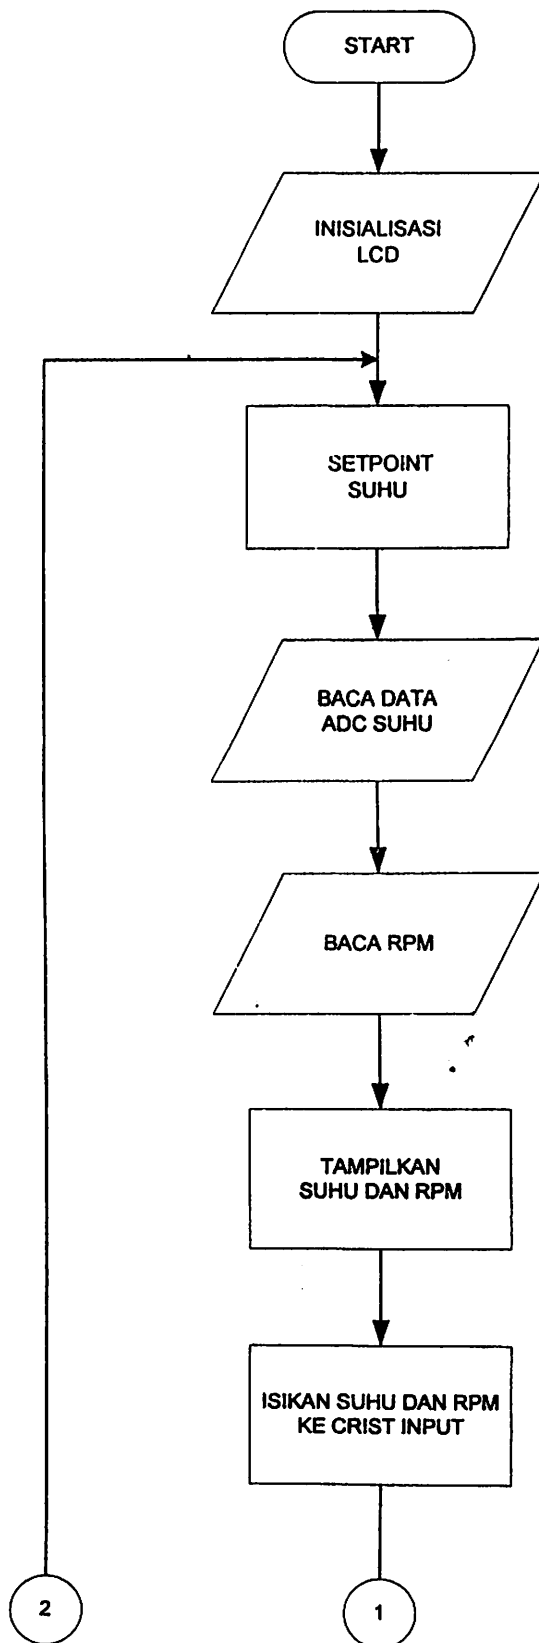 START
INISIALISASI
LCD
SETPOINT
SUHU
BACA DATA
ADC SUHU
BACA RPM
TAMPILKAN
SUHU DAN RPM
ISIKAN SUHU DAN RPM
KE CRIST INPUT
2
1